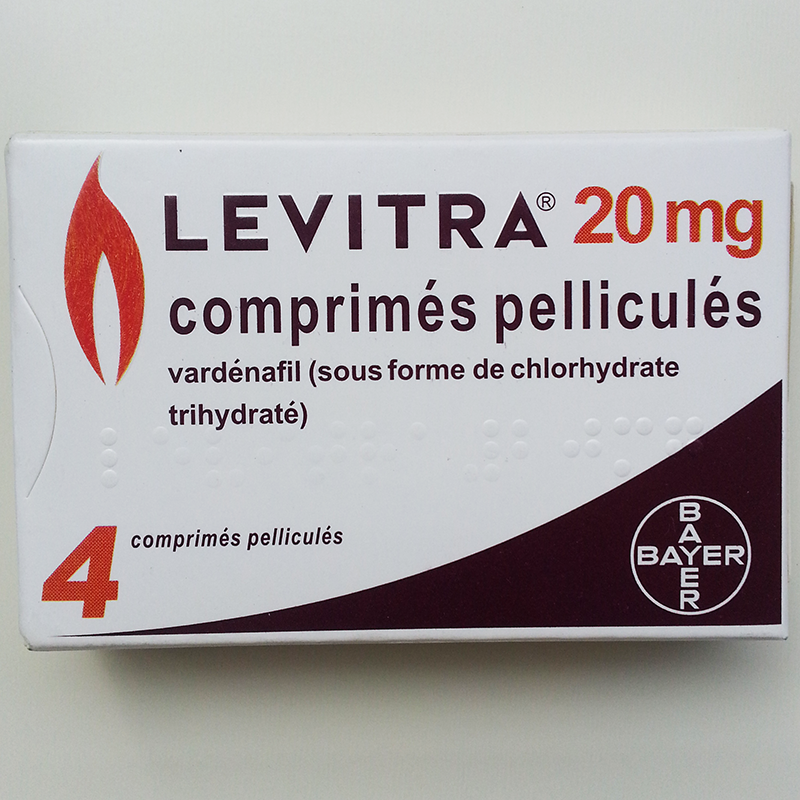 LEVITRA® 20 mg
comprimés pelliculés
vardénafil (sous forme de chlorhydrate
trihydraté)
4 comprimés pelliculés
BAYER
BAYER